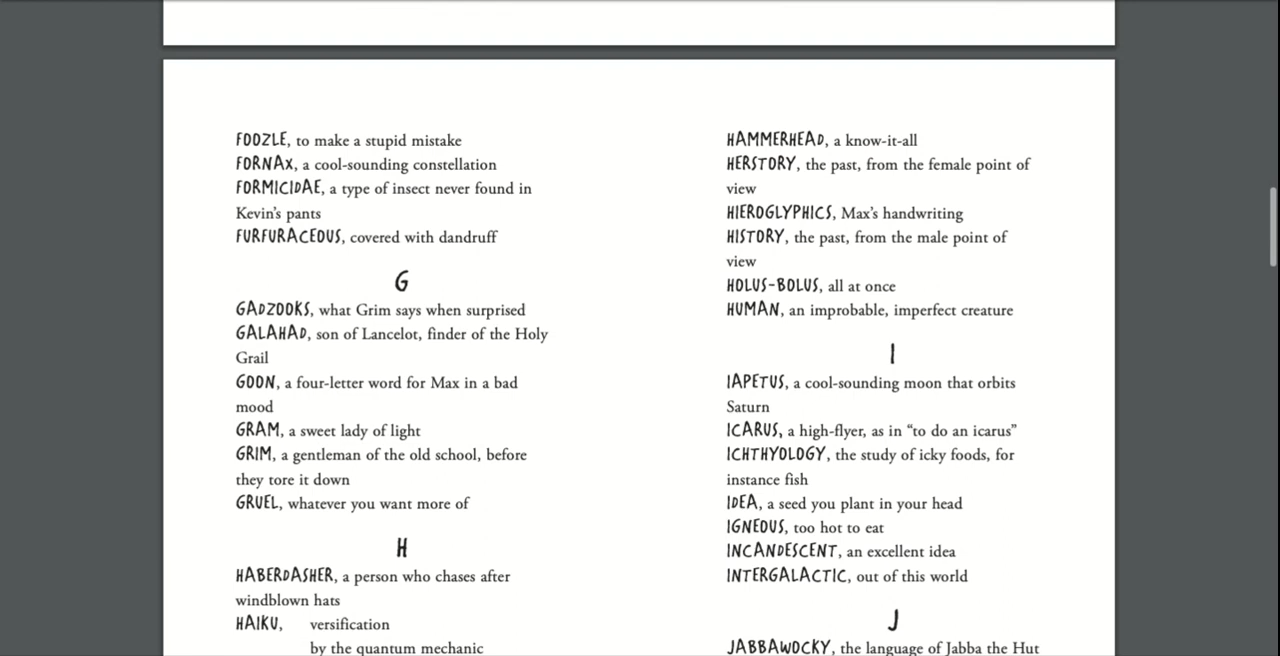 FOOZLE, to make a stupid mistake
FORNAX, a cool-sounding constellation
FORMICIDAE, a type of insect never found in
Kevin's pants
FURFURACEOUS, covered with dandruff
G
GADZOOKS, what Grim says when surprised
GALAHAD, son of Lancelot, finder of the Holy
Grail
GOON, a four-letter word for Max in a bad
mood
GRAM, a sweet lady of light
GRIM, a gentleman of the old school, before
they tore it down
GRUEL, whatever you want more of
H
HABERDASHER, a person who chases after
windblown hats
HAIKU, versification
by the quantum mechanic
HAMMERHEAD, a know-it-all
HERSTORY, the past, from the female point of
view
HIEROGLYPHICS, Max's handwriting
HISTORY, the past, from the male point of
view
HOLUS-BOLUS, all at once
HUMAN, an improbable, imperfect creature
I
IAPETUS, a cool-sounding moon that orbits
Saturn
ICARUS, a high-flyer, as in “to do an icarus”
ICHTHYOLOGY, the study of icky foods, for
instance fish
IDEA, a seed you plant in your head
IGNEOUS, too hot to eat
INCANDESCENT, an excellent idea
INTERGALACTIC, out of this world
J
JABBAWOCKY, the language of Jabba the Hut